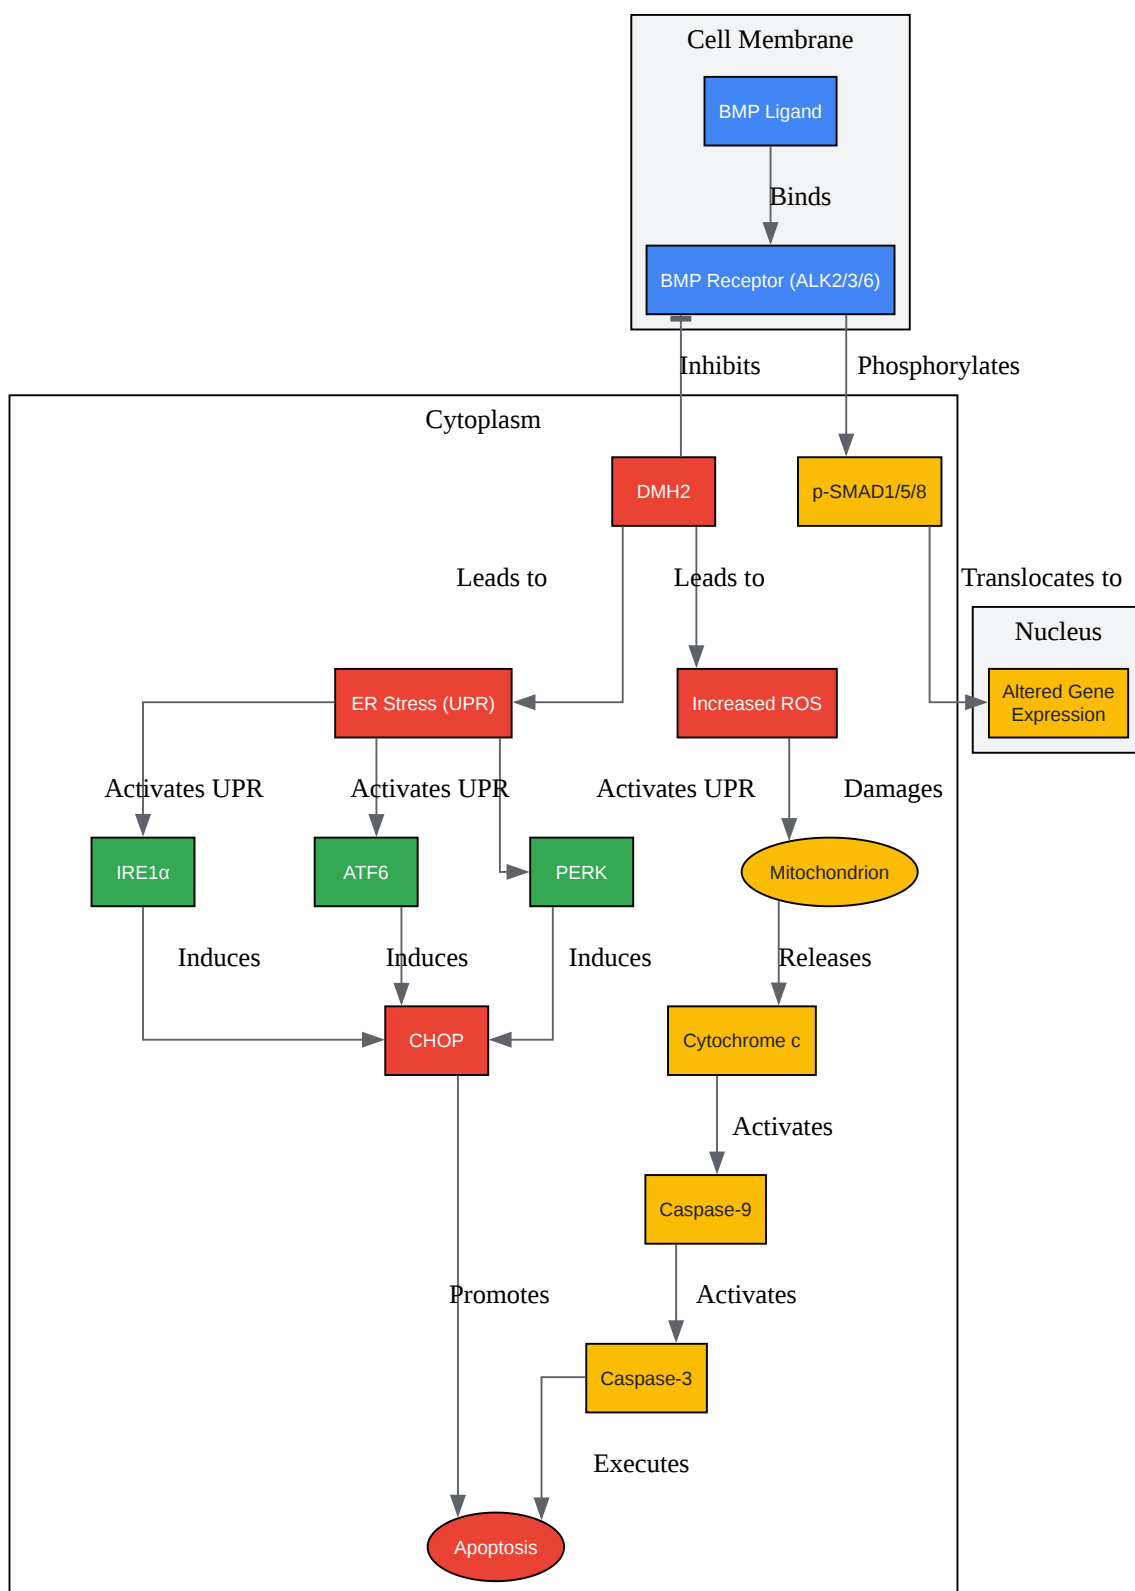 Cell Membrane
BMP Ligand
Binds
BMP Receptor (ALK2/3/6)
Inhibits
Phosphorylates
Cytoplasm
DMH2
p-SMAD1/5/8
Leads to
Leads to
Translocates to
Nucleus
ER Stress (UPR)
Increased ROS
Altered Gene
Expression
Activates UPR
Activates UPR
Activates UPR
Damages
IRE1α
ATF6
PERK
Mitochondrion
Induces
Induces
Induces
Releases
CHOP
Cytochrome c
Activates
Caspase-9
Promotes
Activates
Caspase-3
Executes
Apoptosis